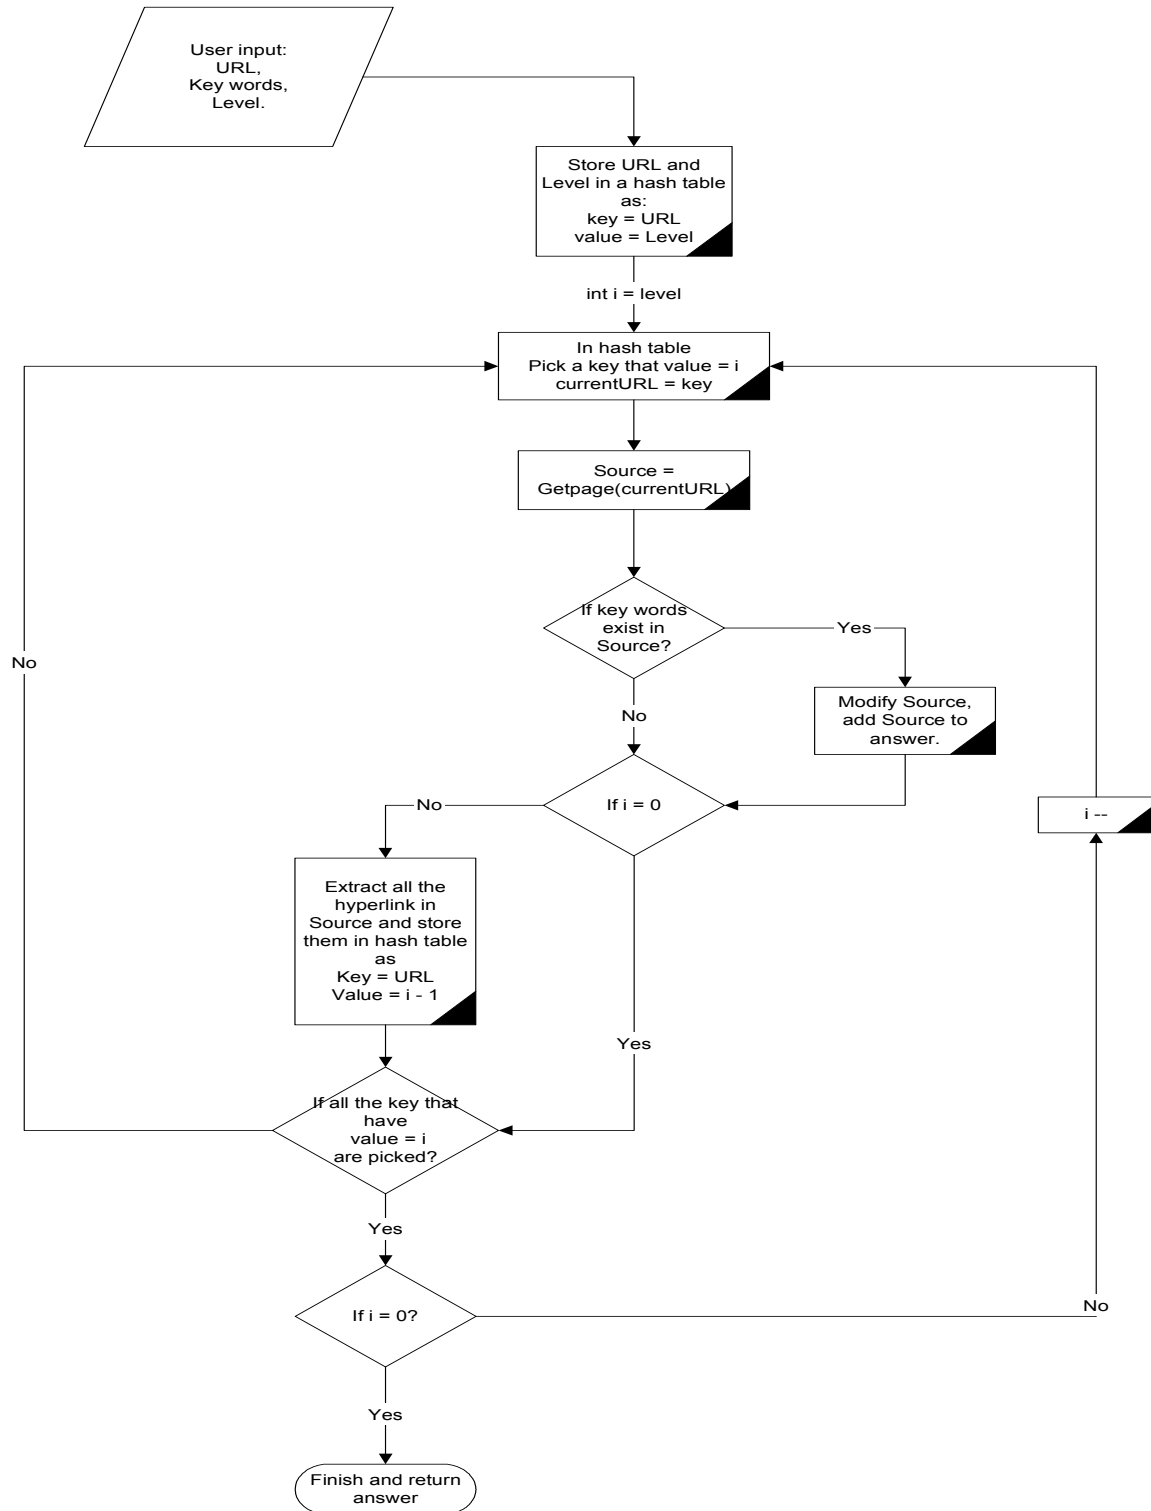 User input:
URL,
Key words,
Level.
Store URL and
Level in a hash table
as:
key = URL
value = Level
int i = level
In hash table
Pick a key that value = i
currentURL = key
Source =
Getpage(currentURL)
If key words
exist in
Source?
Yes
No
Modify Source,
add Source to
answer.
No
If i = 0
No
i --
Extract all the
hyperlink in
Source and store
them in hash table
as
Key = URL
Value = i - 1
Yes
If all the key that
have
value = i
are picked?
Yes
If i = 0?
No
Yes
Finish and return
answer